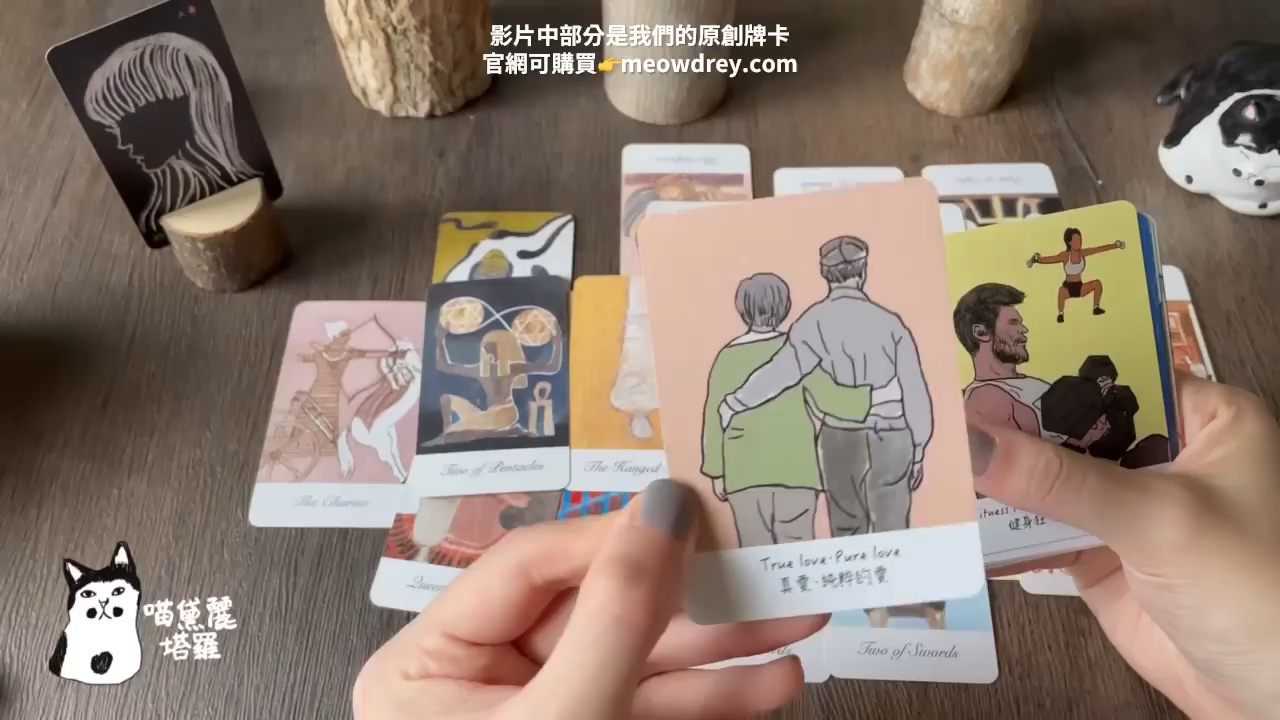 影片中部分是我們的原創牌卡
官網可購買👉meowdrey.com
The Chariot
Two of Pentacles
The Hanged
True love·Pure love
真愛·純粹的愛
健身狂
Two of Swords
喵黛麗
塔羅